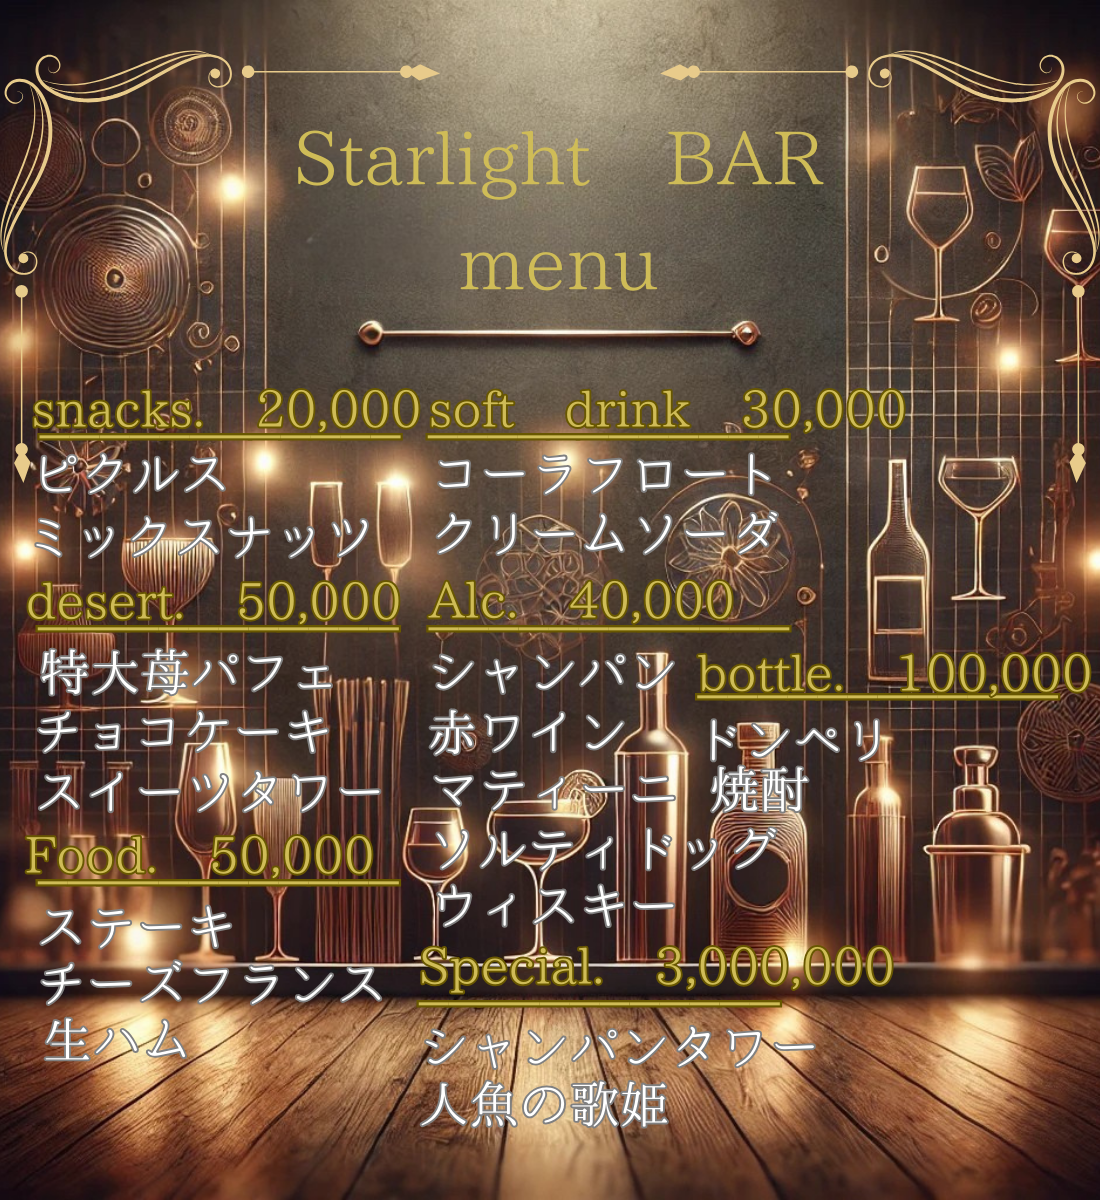 Starlight BAR
menu
snacks. 20,000
ピクルス
ミックスナッツ
desert. 50,000
特大苺パフェ
チョコケーキ
スイーツタワー
Food. 50,000
ステーキ
チーズフランス
生ハム
soft drink 30,000
コーラフロート
クリームソーダ
Alc. 40,000
シャンパン
赤ワイン
マティーニ
ソルティドッグ
ウィスキー
bottle. 100,000
ドンペリ
焼酎
Special. 3,000,000
シャンパンタワー
人魚の歌姫